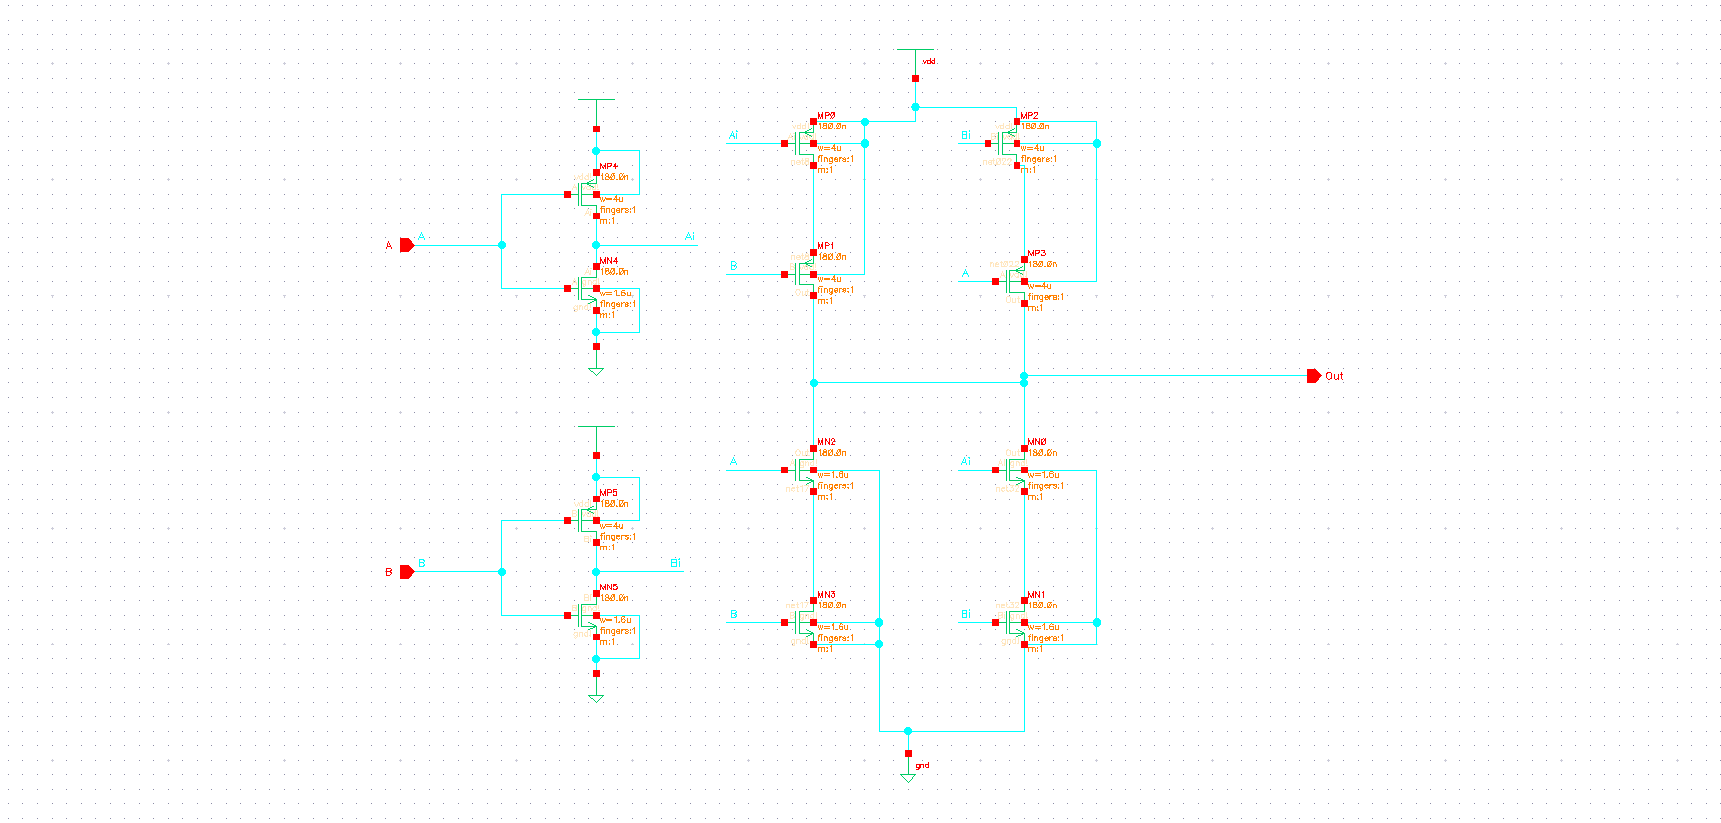 vdd
MP0
180.0n
w=4u
fingers:1
m:1
Ai
MP2
180.0n
w=4u
fingers:1
m:1
Bi
MP4
180.0n
w=4u
fingers:1
m:1
A
A
Ai
MN4
180.0n
w=1.6u
fingers:1
m:1
MP1
180.0n
w=4u
fingers:1
m:1
B
MP3
180.0n
w=4u
fingers:1
m:1
A
Out
MN2
180.0n
w=1.6u
fingers:1
m:1
A
MN0
180.0n
w=1.6u
fingers:1
m:1
Ai
MP5
180.0n
w=4u
fingers:1
m:1
B
B
Bi
MN5
180.0n
w=1.6u
fingers:1
m:1
MN3
180.0n
w=1.6u
fingers:1
m:1
B
MN1
180.0n
w=1.6u
fingers:1
m:1
Bi
gnd